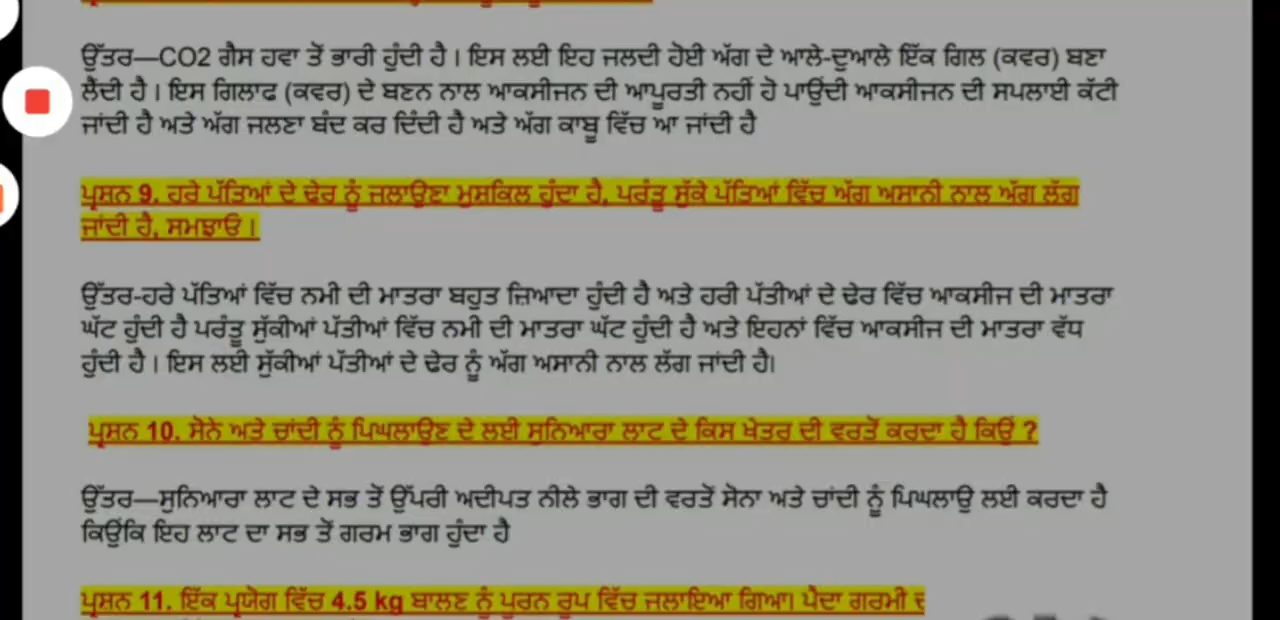 ਉੱਤਰ—CO2 ਗੈਸ ਹਵਾ ਤੋਂ ਭਾਰੀ ਹੁੰਦੀ ਹੈ । ਇਸ ਲਈ ਇਹ ਜਲਦੀ ਹੋਈ ਅੱਗ ਦੇ ਆਲੇ-ਦੁਆਲੇ ਇੱਕ ਗਿਲ (ਕਵਰ) ਬਣਾ
ਲੈਂਦੀ ਹੈ । ਇਸ ਗਿਲਾਫ (ਕਵਰ) ਦੇ ਬਣਨ ਨਾਲ ਆਕਸੀਜਨ ਦੀ ਆਪੂਰਤੀ ਨਹੀਂ ਹੋ ਪਾਉਂਦੀ ਆਕਸੀਜਨ ਦੀ ਸਪਲਾਈ ਕੱਟੀ
ਜਾਂਦੀ ਹੈ ਅਤੇ ਅੱਗ ਜਲਣਾ ਬੰਦ ਕਰ ਦਿੰਦੀ ਹੈ ਅਤੇ ਅੱਗ ਕਾਬੂ ਵਿੱਚ ਆ ਜਾਂਦੀ ਹੈ
ਪ੍ਰਸ਼ਨ 9. ਹਰੇ ਪੱਤਿਆਂ ਦੇ ਢੇਰ ਨੂੰ ਜਲਾਉਣਾ ਮੁਸ਼ਕਿਲ ਹੁੰਦਾ ਹੈ, ਪਰੰਤੂ ਸੁੱਕੇ ਪੱਤਿਆਂ ਵਿੱਚ ਅੱਗ ਅਸਾਨੀ ਨਾਲ ਅੱਗ ਲੱਗ
ਜਾਂਦੀ ਹੈ, ਸਮਝਾਓ ।
ਉੱਤਰ-ਹਰੇ ਪੱਤਿਆਂ ਵਿੱਚ ਨਮੀ ਦੀ ਮਾਤਰਾ ਬਹੁਤ ਜ਼ਿਆਦਾ ਹੁੰਦੀ ਹੈ ਅਤੇ ਹਰੀ ਪੱਤੀਆਂ ਦੇ ਢੇਰ ਵਿੱਚ ਆਕਸੀਜ ਦੀ ਮਾਤਰਾ
ਘੱਟ ਹੁੰਦੀ ਹੈ ਪਰੰਤੂ ਸੁੱਕੀਆਂ ਪੱਤੀਆਂ ਵਿੱਚ ਨਮੀ ਦੀ ਮਾਤਰਾ ਘੱਟ ਹੁੰਦੀ ਹੈ ਅਤੇ ਇਹਨਾਂ ਵਿੱਚ ਆਕਸੀਜ ਦੀ ਮਾਤਰਾ ਵੱਧ
ਹੁੰਦੀ ਹੈ । ਇਸ ਲਈ ਸੁੱਕੀਆਂ ਪੱਤੀਆਂ ਦੇ ਢੇਰ ਨੂੰ ਅੱਗ ਅਸਾਨੀ ਨਾਲ ਲੱਗ ਜਾਂਦੀ ਹੈ।
ਪ੍ਰਸ਼ਨ 10. ਸੋਨੇ ਅਤੇ ਚਾਂਦੀ ਨੂੰ ਪਿਘਲਾਉਣ ਦੇ ਲਈ ਸੁਨਿਆਰਾ ਲਾਟ ਦੇ ਕਿਸ ਖੇਤਰ ਦੀ ਵਰਤੋਂ ਕਰਦਾ ਹੈ ਕਿਉਂ ?
ਉੱਤਰ—ਸੁਨਿਆਰਾ ਲਾਟ ਦੇ ਸਭ ਤੋਂ ਉੱਪਰੀ ਅਦੀਪਤ ਨੀਲੇ ਭਾਗ ਦੀ ਵਰਤੋਂ ਸੋਨਾ ਅਤੇ ਚਾਂਦੀ ਨੂੰ ਪਿਘਲਾਉ ਲਈ ਕਰਦਾ ਹੈ
ਕਿਉਂਕਿ ਇਹ ਲਾਟ ਦਾ ਸਭ ਤੋਂ ਗਰਮ ਭਾਗ ਹੁੰਦਾ ਹੈ
ਪ੍ਰਸ਼ਨ 11. ਇੱਕ ਪ੍ਰਯੋਗ ਵਿੱਚ 4.5 kg ਬਾਲਣ ਨੂੰ ਪੂਰਨ ਰੂਪ ਵਿੱਚ ਜਲਾਇਆ ਗਿਆ। ਪੈਦਾ ਗਰਮੀ